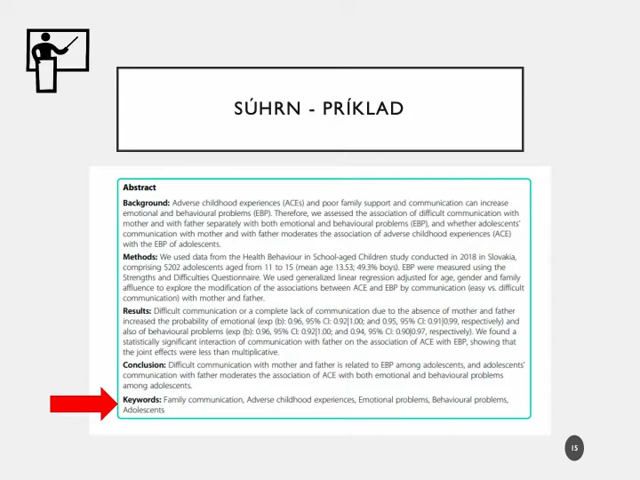 SÚHRN - PRÍKLAD
Abstract
Background: Adverse childhood experiences (ACEs) and poor family support and communication can increase
emotional and behavioural problems (EBP). Therefore, we assessed the association of difficult communication with
mother and with father separately with both emotional and behavioural problems (EBP), and whether adolescents'
communication with mother and with father moderates the association of adverse childhood experiences (ACE)
with the EBP of adolescents.
Methods: We used data from the Health Behaviour in School-aged Children study conducted in 2018 in Slovakia,
comprising 5202 adolescents aged from 11 to 15 (mean age 13.53; 49.3% boys). EBP were measured using the
Strengths and Difficulties Questionnaire. We used generalized linear regression adjusted for age, gender and family
affluence to explore the modification of the associations between ACE and EBP by communication (easy vs. difficult
communication) with mother and father.
Results: Difficult communication or a complete lack of communication due to the absence of mother and father
increased the probability of emotional (exp (b): 0.96, 95% CI: 0.92|1.00; and 0.95, 95% CI: 0.91|0.99, respectively) and
also of behavioural problems (exp (b): 0.96, 95% CI: 0.92|1.00; and 0.94, 95% CI: 0.90|0.97, respectively). We found a
statistically significant interaction of communication with father on the association of ACE with EBP, showing that
the joint effects were less than multiplicative.
Conclusion: Difficult communication with mother and father is related to EBP among adolescents, and adolescents'
communication with father moderates the association of ACE with both emotional and behavioural problems
among adolescents.
Keywords: Family communication, Adverse childhood experiences, Emotional problems, Behavioural problems,
Adolescents
15